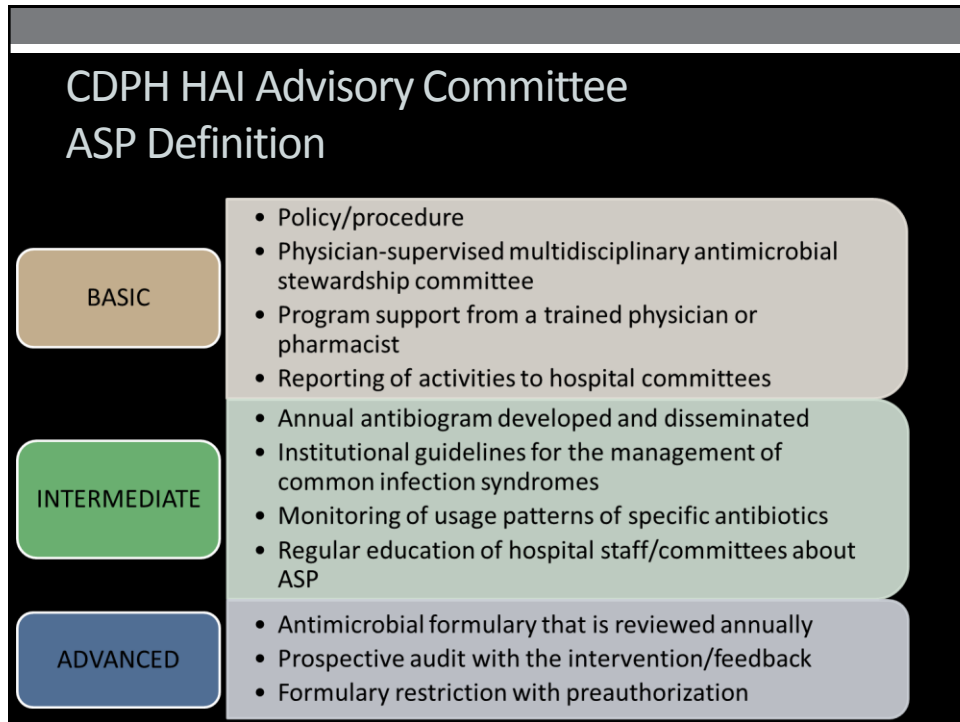 CDPH HAI Advisory Committee
ASP Definition
BASIC
• Policy/procedure
• Physician-supervised multidisciplinary antimicrobial
stewardship committee
• Program support from a trained physician or
pharmacist
• Reporting of activities to hospital committees
INTERMEDIATE
• Annual antibiogram developed and disseminated
• Institutional guidelines for the management of
common infection syndromes
• Monitoring of usage patterns of specific antibiotics
• Regular education of hospital staff/committees about
ASP
ADVANCED
• Antimicrobial formulary that is reviewed annually
• Prospective audit with the intervention/feedback
• Formulary restriction with preauthorization